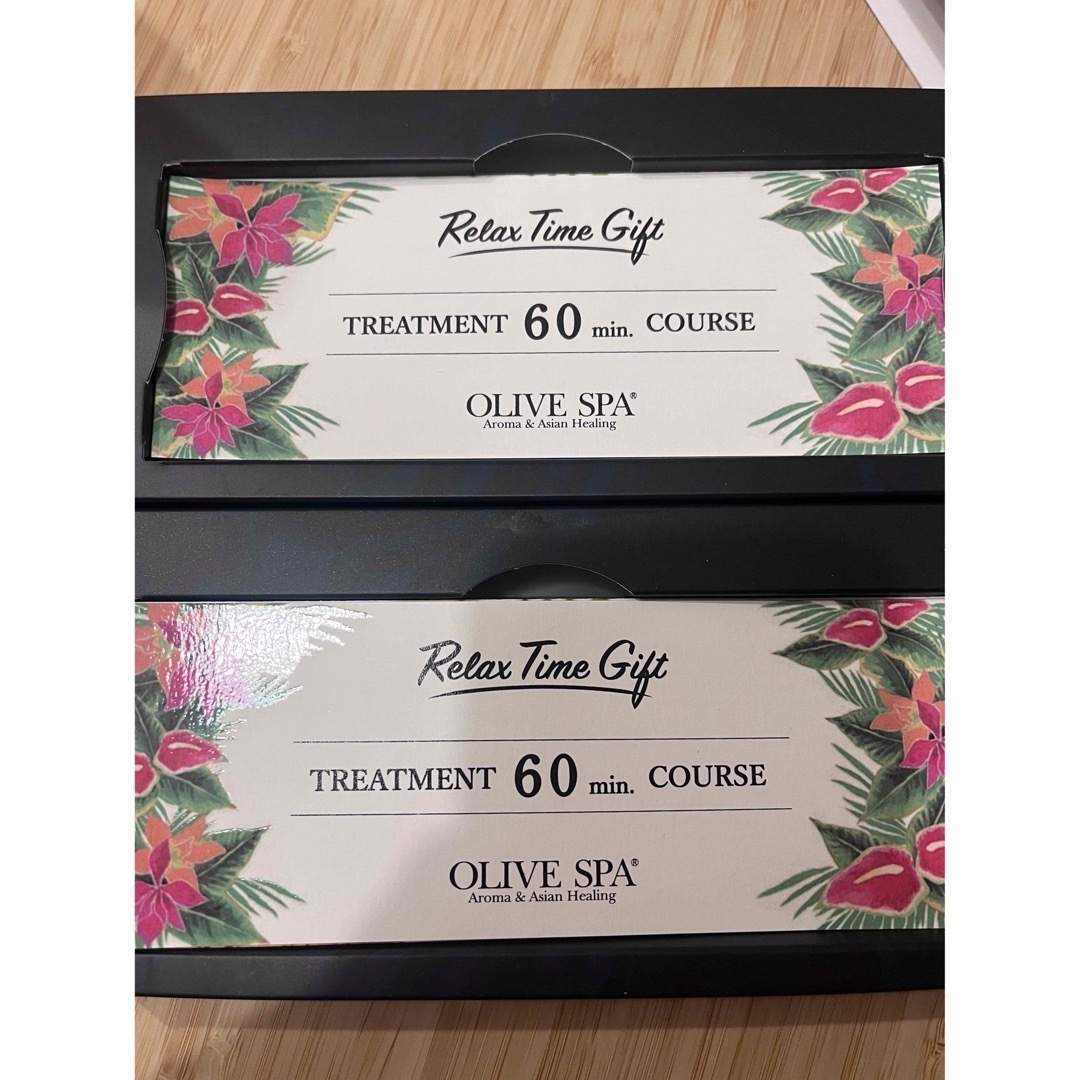 Relax Time Gift
TREATMENT 60 min. COURSE
OLIVE SPA®
Aroma & Asian Healing
Relax Time Gift
TREATMENT 60 min. COURSE
OLIVE SPA®
Aroma & Asian Healing